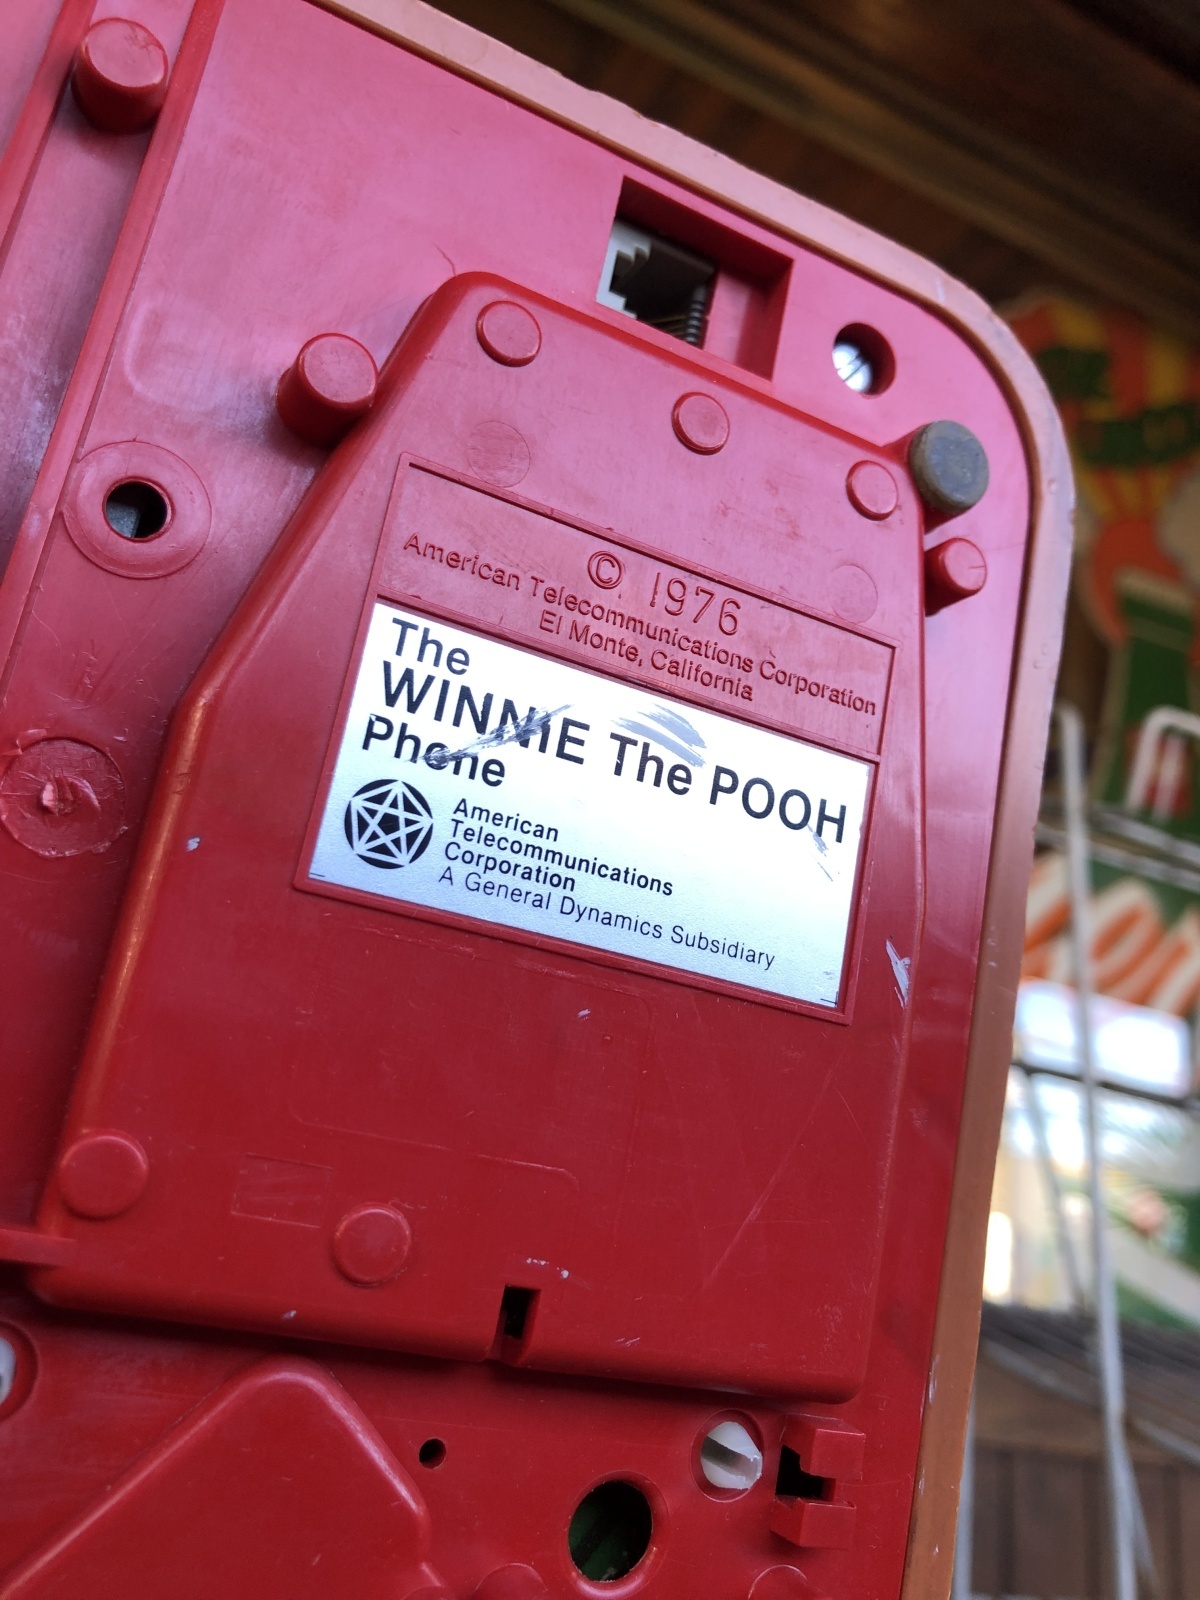 © 1976
American Telecommunications Corporation
El Monte, California
The
WINNIE The POOH
Phone
American
Telecommunications
Corporation
A General Dynamics Subsidiary